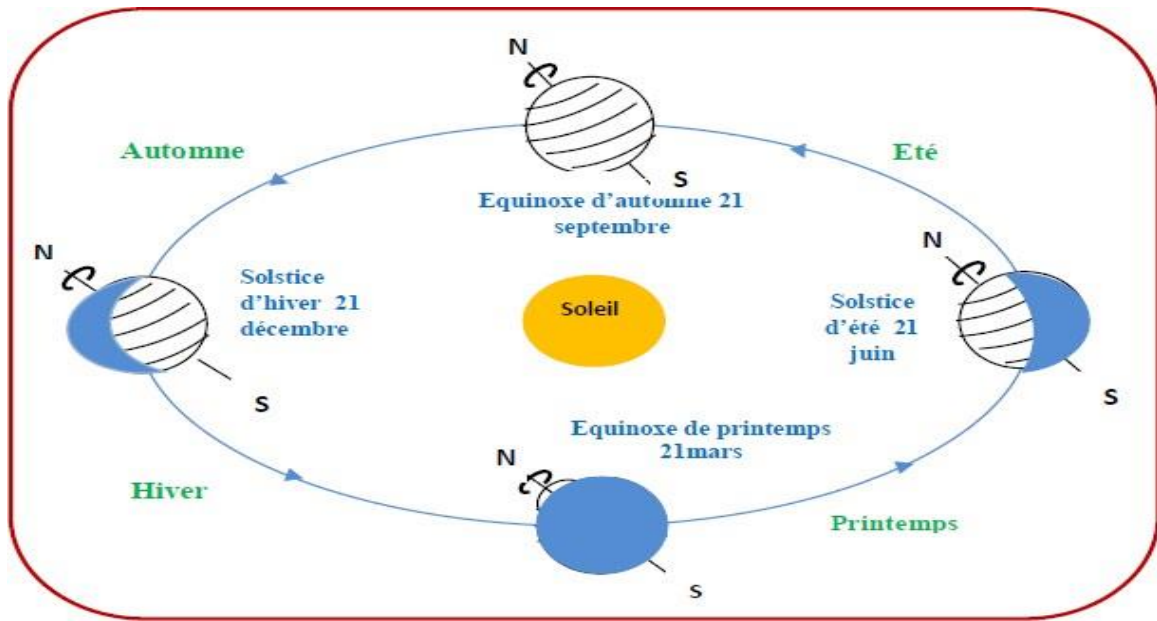 N
Automne
Eté
S
Equinoxe d’automne 21
septembre
N
N
Solstice
d’hiver 21
décembre
Soleil
Solstice
d’été 21
juin
S
S
Equinoxe de printemps
21mars
N
Hiver
Printemps
S